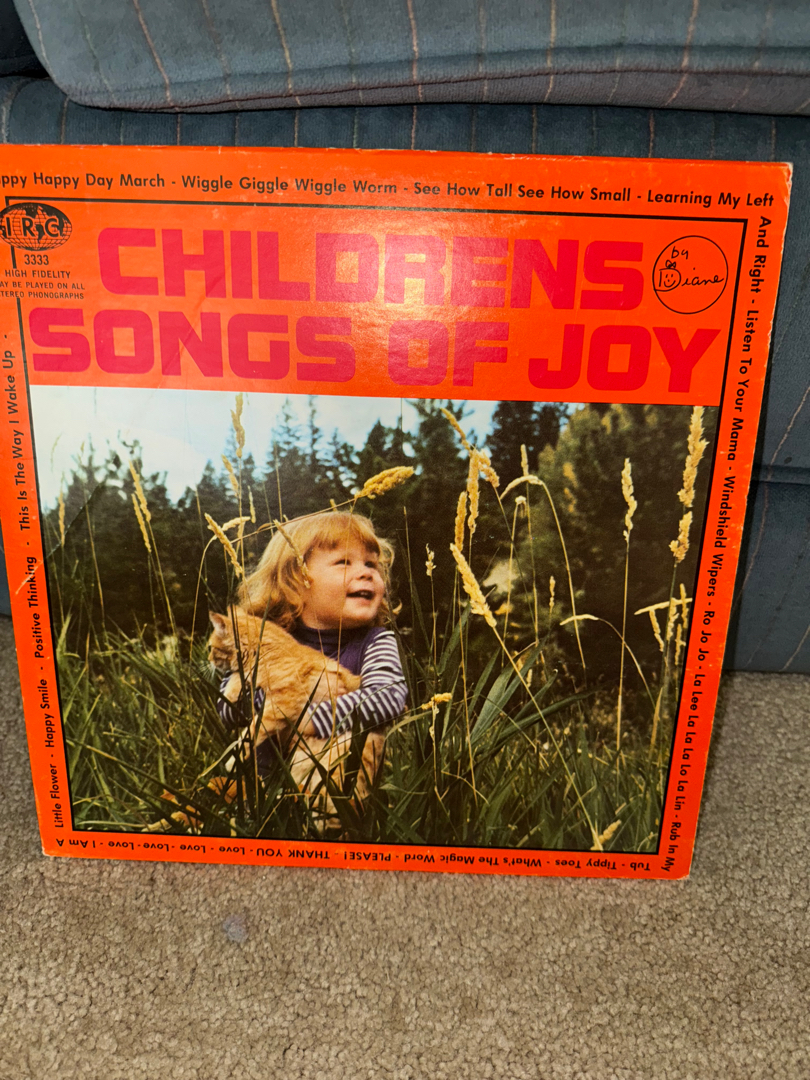 ppy Happy Day March - Wiggle Giggle Wiggle Worm - See How Tall See How Small - Learning My Left
And Right - Listen To Your Mama - Windshield Wipers - Ro Jo Jo - La Lee La La La Lo La Lin - Rub In My
Tub - Tippy Toes - What's The Magic Word - PLEASE! - THANK YOU - Love - Love - Love - Love - I Am A
Little Flower - Happy Smile - Positive Thinking - This Is The Way I Wake Up -
IRC
3333
HIGH FIDELITY
AY BE PLAYED ON ALL
TEREO PHONOGRAPHS
CHILDRENS
SONGS OF JOY
by
Diane